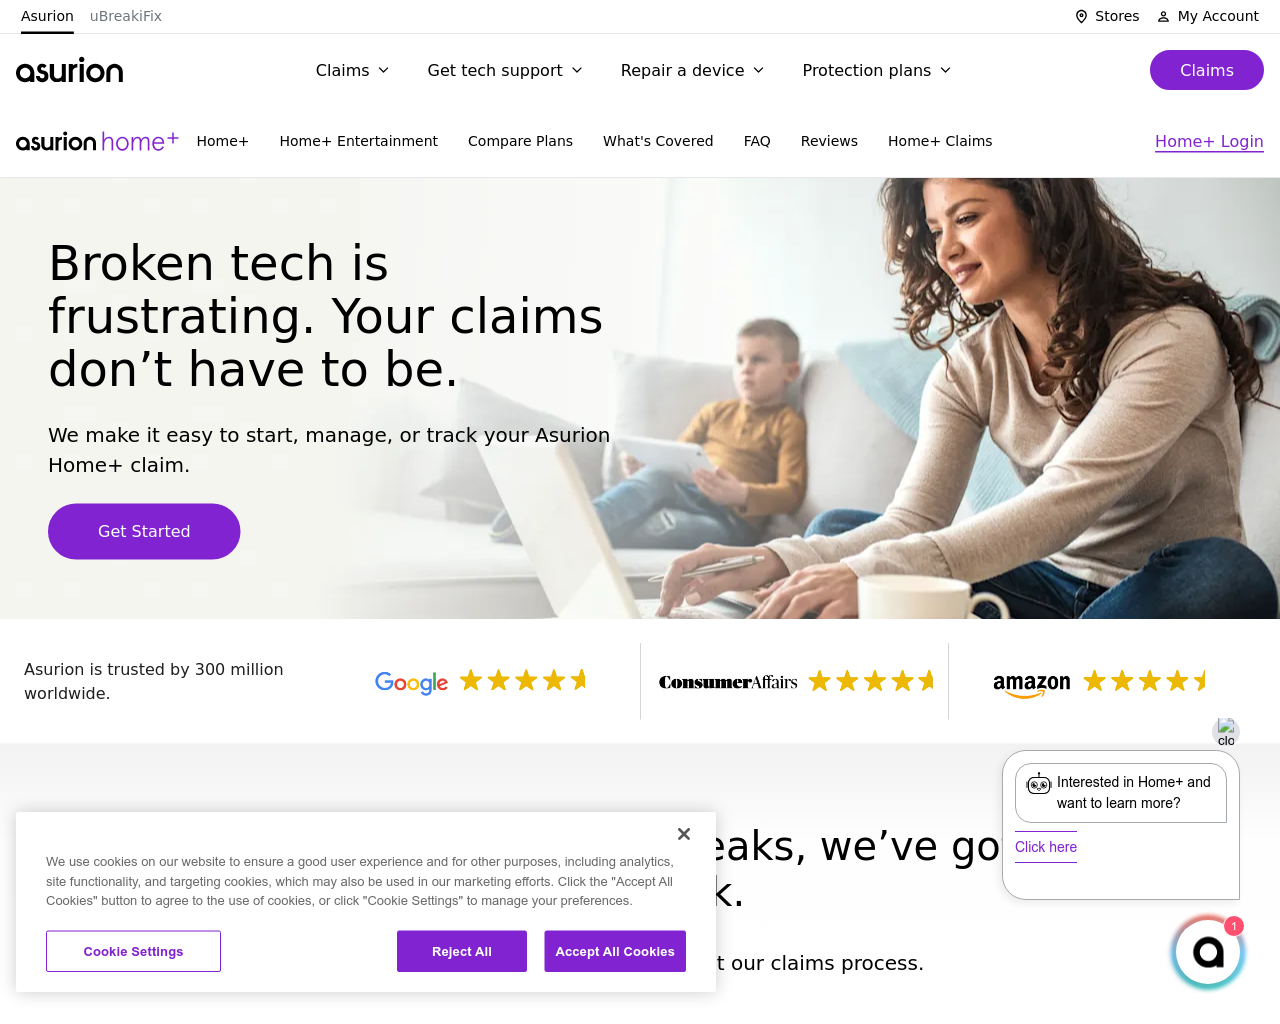 Asurion uBreakiFix Stores My Account
asurion Claims Get tech support Repair a device Protection plans Claims
asurion home+ Home+ Home+ Entertainment Compare Plans What's Covered FAQ Reviews Home+ Claims Home+ Login
Broken tech is
frustrating. Your claims
don’t have to be.
We make it easy to start, manage, or track your Asurion
Home+ claim.
Get Started
Asurion is trusted by 300 million
worldwide.
Google
ConsumerAffairs
amazon
clo
Interested in Home+ and
want to learn more?
Click here
eaks, we’ve go
k.
t our claims process.
We use cookies on our website to ensure a good user experience and for other purposes, including analytics,
site functionality, and targeting cookies, which may also be used in our marketing efforts. Click the "Accept All
Cookies" button to agree to the use of cookies, or click "Cookie Settings" to manage your preferences.
Cookie Settings Reject All Accept All Cookies
1
a